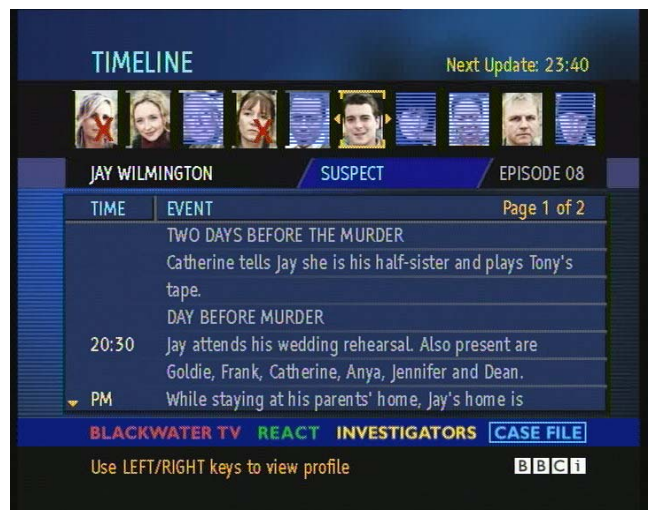 TIMELINE
Next Update: 23:40
JAY WILMINGTON SUSPECT EPISODE 08
TIME EVENT Page 1 of 2
TWO DAYS BEFORE THE MURDER
Catherine tells Jay she is his half-sister and plays Tony's
tape.
DAY BEFORE MURDER
20:30 Jay attends his wedding rehearsal. Also present are
Goldie, Frank, Catherine, Anya, Jennifer and Dean.
PM While staying at his parents' home, Jay's home is
BLACKWATER TV REACT INVESTIGATORS CASE FILE
Use LEFT/RIGHT keys to view profile
BBCi